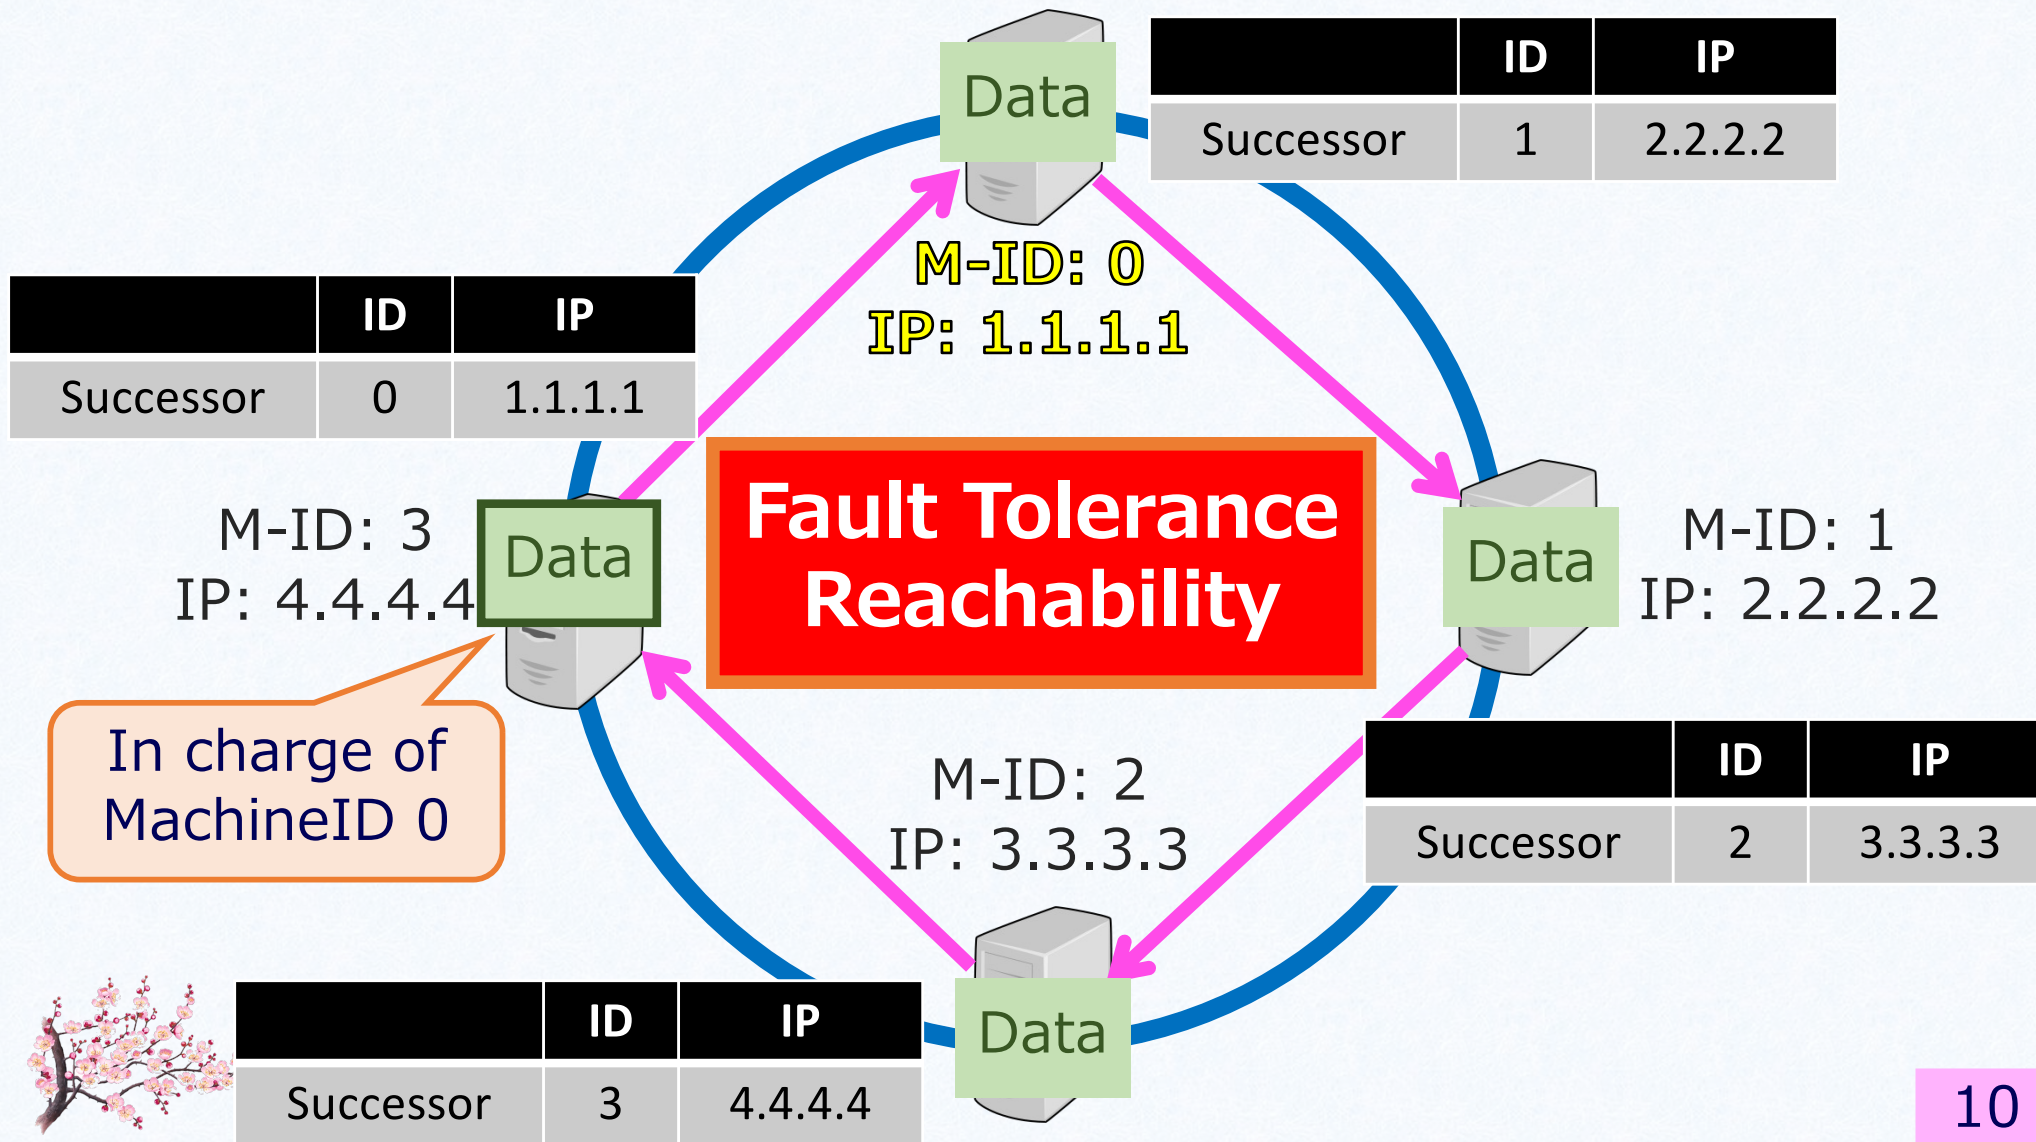 Data
ID IP
Successor 1 2.2.2.2
M-ID: 0
IP: 1.1.1.1
ID IP
Successor 0 1.1.1.1
M-ID: 3
IP: 4.4.4.4
Data
Fault Tolerance
Reachability
Data
M-ID: 1
IP: 2.2.2.2
In charge of
MachineID 0
M-ID: 2
IP: 3.3.3.3
ID IP
Successor 2 3.3.3.3
ID IP
Successor 3 4.4.4.4
Data
10